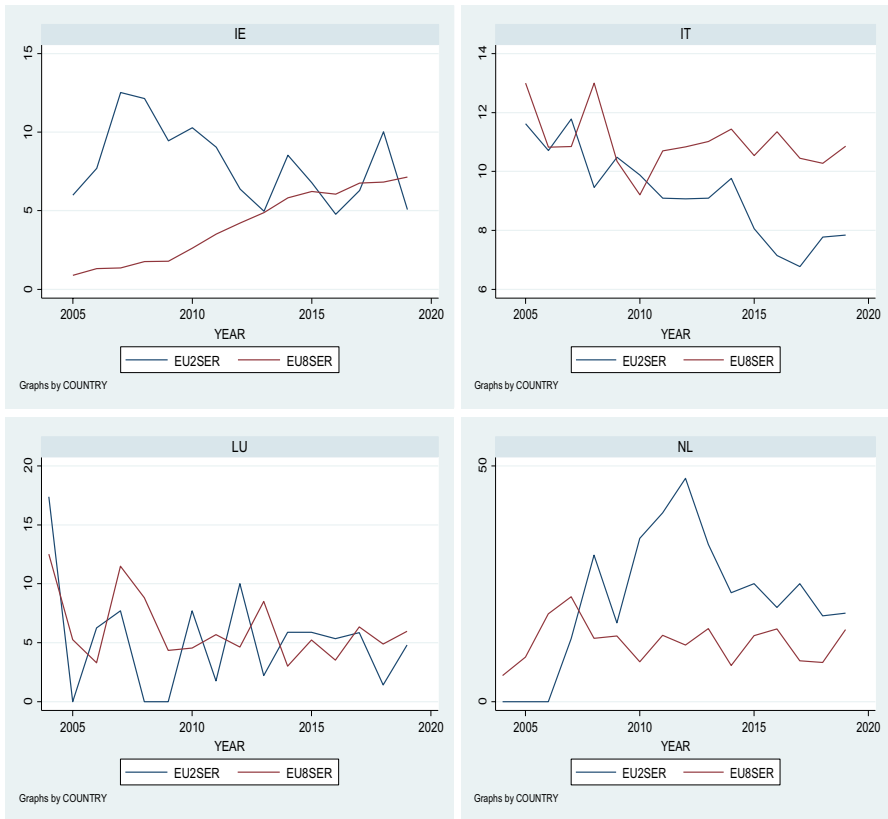 IE
15
10
5
0
2005 2010 2015 2020
YEAR
EU2SER EU8SER
Graphs by COUNTRY
IT
14
12
10
8
6
2005 2010 2015 2020
YEAR
EU2SER EU8SER
Graphs by COUNTRY
LU
20
15
10
5
0
2005 2010 2015 2020
YEAR
EU2SER EU8SER
Graphs by COUNTRY
NL
50
0
2005 2010 2015 2020
YEAR
EU2SER EU8SER
Graphs by COUNTRY